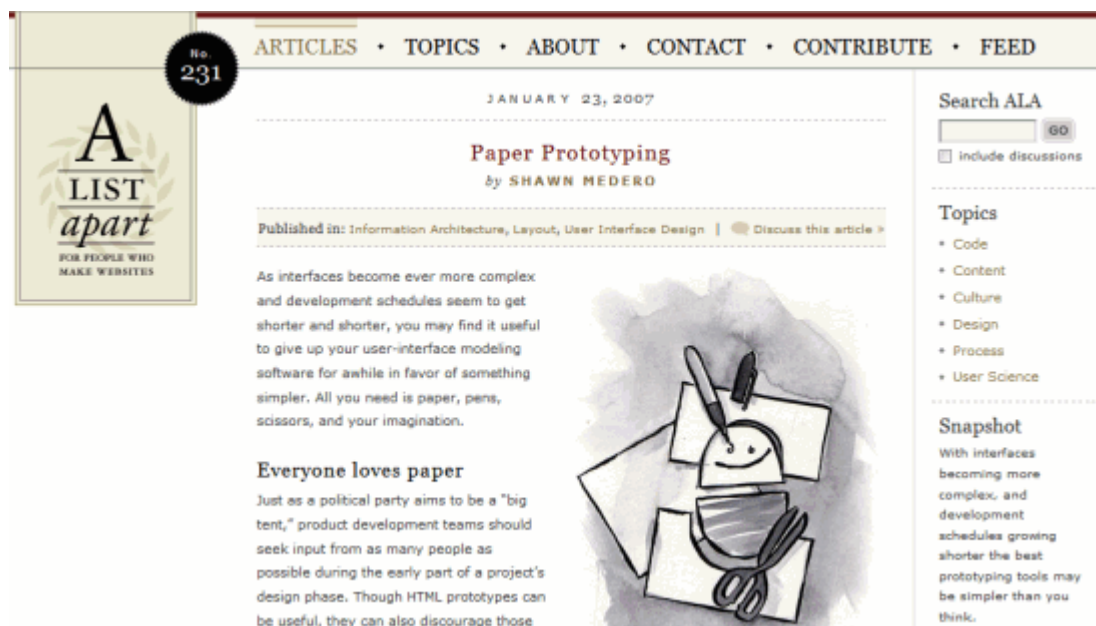 No.
231
A
LIST
apart
FOR PEOPLE WHO
MAKE WEBSITES
ARTICLES • TOPICS • ABOUT • CONTACT • CONTRIBUTE • FEED
JANUARY 23, 2007
Paper Prototyping
by SHAWN MEDERO
Published in: Information Architecture, Layout, User Interface Design | Discuss this article »
As interfaces become ever more complex
and development schedules seem to get
shorter and shorter, you may find it useful
to give up your user-interface modeling
software for awhile in favor of something
simpler. All you need is paper, pens,
scissors, and your imagination.
Everyone loves paper
Just as a political party aims to be a “big
tent,” product development teams should
seek input from as many people as
possible during the early part of a project’s
design phase. Though HTML prototypes can
be useful, they can also discourage those
Search ALA
GO
include discussions
Topics
• Code
• Content
• Culture
• Design
• Process
• User Science
Snapshot
With interfaces
becoming more
complex, and
development
schedules growing
shorter the best
prototyping tools may
be simpler than you
think.